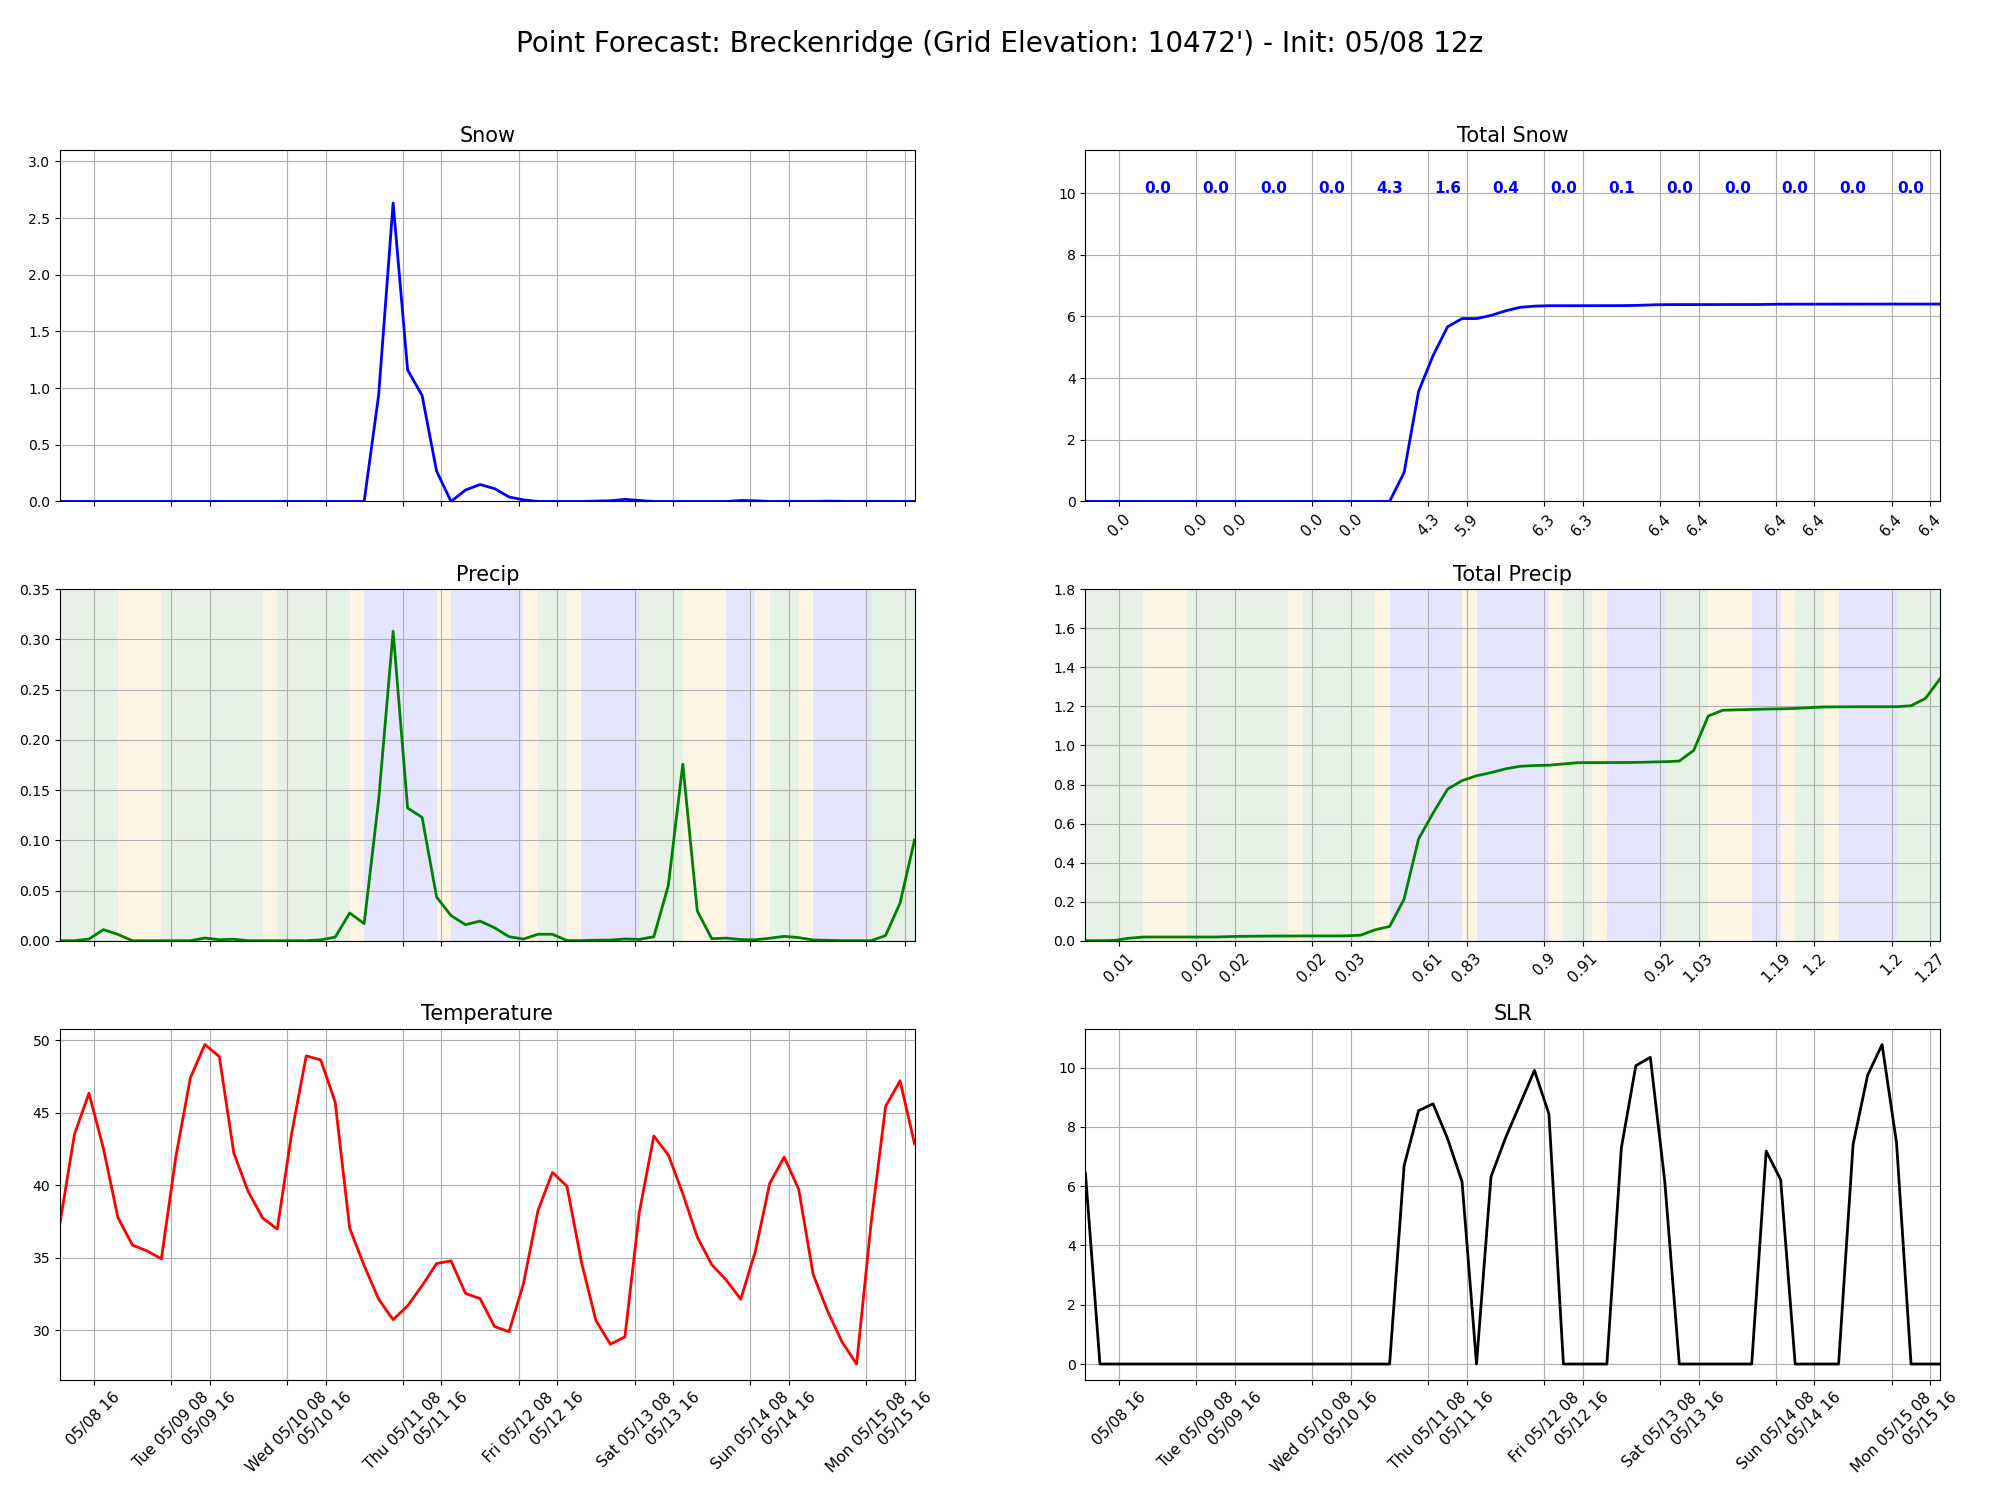 Point Forecast: Breckenridge (Grid Elevation: 10472') - Init: 05/08 12z
Snow
3.0
2.5
2.0
1.5
1.0
0.5
0.0
Total Snow
0.0 0.0 0.0 0.0 4.3 1.6 0.4 0.0 0.1 0.0 0.0 0.0 0.0 0.0
10
8
6
4
2
0
0.0 0.0 0.0 0.0 0.0 4.3 5.9 6.3 6.3 6.4 6.4 6.4 6.4 6.4 6.4
Precip
0.35
0.30
0.25
0.20
0.15
0.10
0.05
0.00
Total Precip
1.8
1.6
1.4
1.2
1.0
0.8
0.6
0.4
0.2
0.0
0.01 0.02 0.02 0.02 0.03 0.61 0.83 0.9 0.91 0.92 1.03 1.19 1.2 1.2 1.27
Temperature
50
45
40
35
30
05/08 16
Tue 05/09 08
05/09 16
Wed 05/10 08
05/10 16
Thu 05/11 08
05/11 16
Fri 05/12 08
05/12 16
Sat 05/13 08
05/13 16
Sun 05/14 08
05/14 16
Mon 05/15 08
05/15 16
SLR
10
8
6
4
2
0
05/08 16
Tue 05/09 08
05/09 16
Wed 05/10 08
05/10 16
Thu 05/11 08
05/11 16
Fri 05/12 08
05/12 16
Sat 05/13 08
05/13 16
Sun 05/14 08
05/14 16
Mon 05/15 08
05/15 16